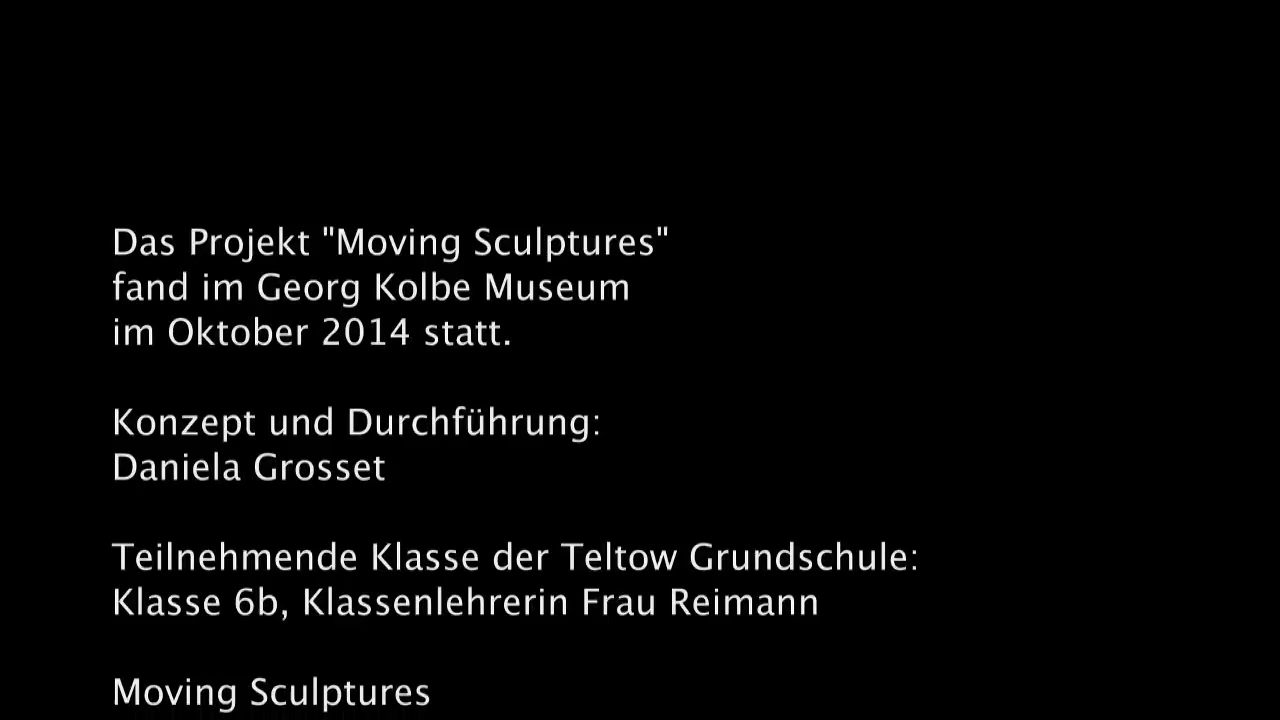 Das Projekt "Moving Sculptures"
fand im Georg Kolbe Museum
im Oktober 2014 statt.
Konzept und Durchführung:
Daniela Grosset
Teilnehmende Klasse der Teltow Grundschule:
Klasse 6b, Klassenlehrerin Frau Reimann
Moving Sculptures